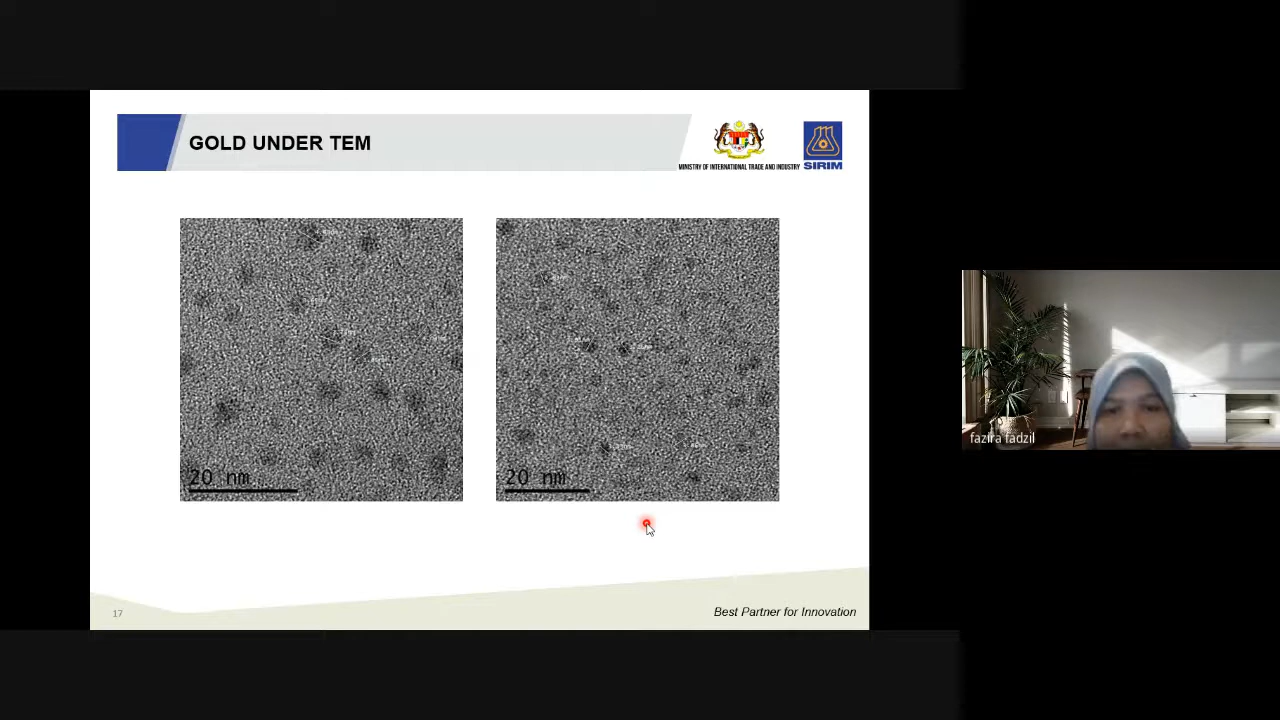 GOLD UNDER TEM
MINISTRY OF INTERNATIONAL TRADE AND INDUSTRY
SIRIM
20 nm
20 nm
fazira fadzil
17
Best Partner for Innovation